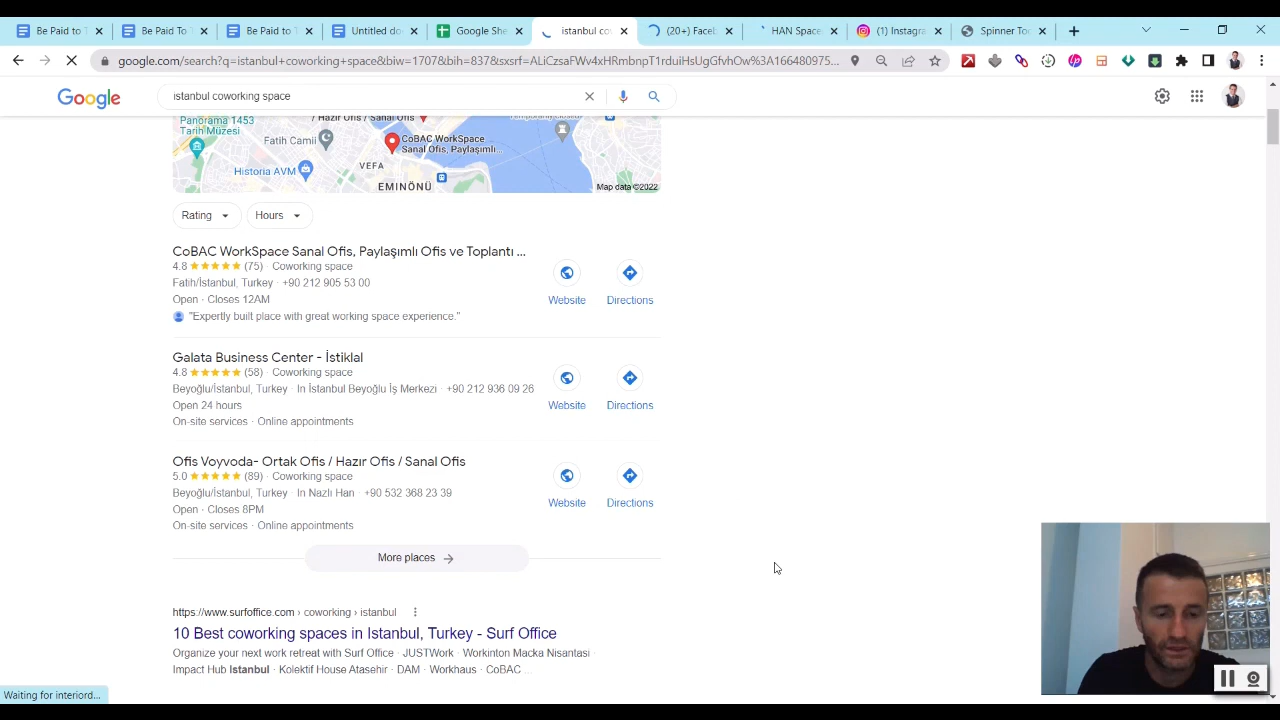 Be Paid to T
Be Paid To T
Be Paid to T
Untitled do
Google She
istanbul co
(20+) Faceb
HAN Space
(1) Instagra
Spinner Too
google.com/search?q=istanbul+coworking+space&biw=1707&bih=837&sxsrf=ALiCzsaFWv4xHRmbnpT1rduiHsUgGfvhOw%3A166480975...
Google
istanbul coworking space
Panorama 1453
Tarih Müzesi
Hazır Ofis / Sanal Ofis
Fatih Camii
CoBAC WorkSpace
Sanal Ofis, Paylaşımlı...
VEFA
Historia AVM
EMİNÖNÜ
Map data ©2022
Rating
Hours
CoBAC WorkSpace Sanal Ofis, Paylaşımlı Ofis ve Toplantı ...
4.8 (75) · Coworking space
Fatih/İstanbul, Turkey · +90 212 905 53 00
Open · Closes 12AM
"Expertly built place with great working space experience."
Website
Directions
Galata Business Center - İstiklal
4.8 (58) · Coworking space
Beyoğlu/İstanbul, Turkey · In İstanbul Beyoğlu İş Merkezi · +90 212 936 09 26
Open 24 hours
On-site services · Online appointments
Website
Directions
Ofis Voyvoda- Ortak Ofis / Hazır Ofis / Sanal Ofis
5.0 (89) · Coworking space
Beyoğlu/İstanbul, Turkey · In Nazlı Han · +90 532 368 23 39
Open · Closes 8PM
On-site services · Online appointments
Website
Directions
More places
https://www.surfoffice.com › coworking › istanbul
10 Best coworking spaces in Istanbul, Turkey - Surf Office
Organize your next work retreat with Surf Office · JUSTWork · Workinton Macka Nisantası ·
Impact Hub Istanbul · Kolektif House Atasehir · DAM · Workhaus · CoBAC ...
Waiting for interiord...